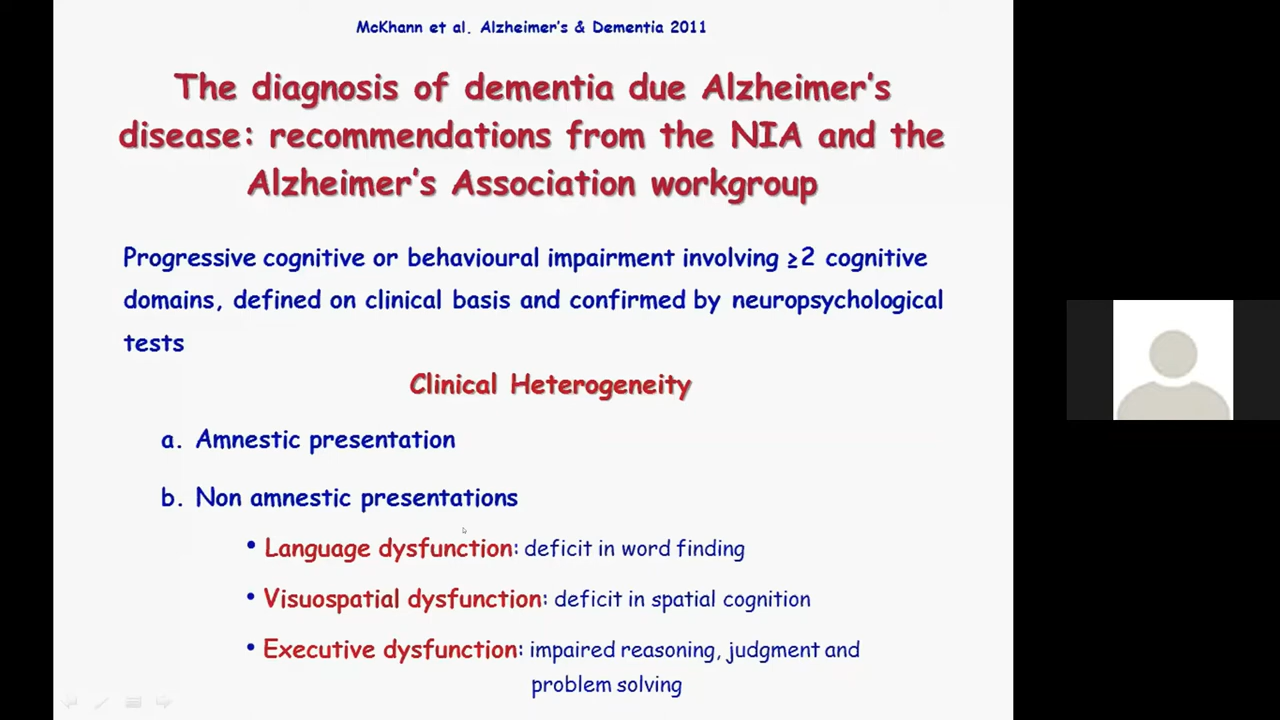 McKhann et al. Alzheimer's & Dementia 2011
The diagnosis of dementia due Alzheimer's
disease: recommendations from the NIA and the
Alzheimer's Association workgroup
Progressive cognitive or behavioural impairment involving ≥2 cognitive
domains, defined on clinical basis and confirmed by neuropsychological
tests
Clinical Heterogeneity
a. Amnestic presentation
b. Non amnestic presentations
• Language dysfunction: deficit in word finding
• Visuospatial dysfunction: deficit in spatial cognition
• Executive dysfunction: impaired reasoning, judgment and
problem solving